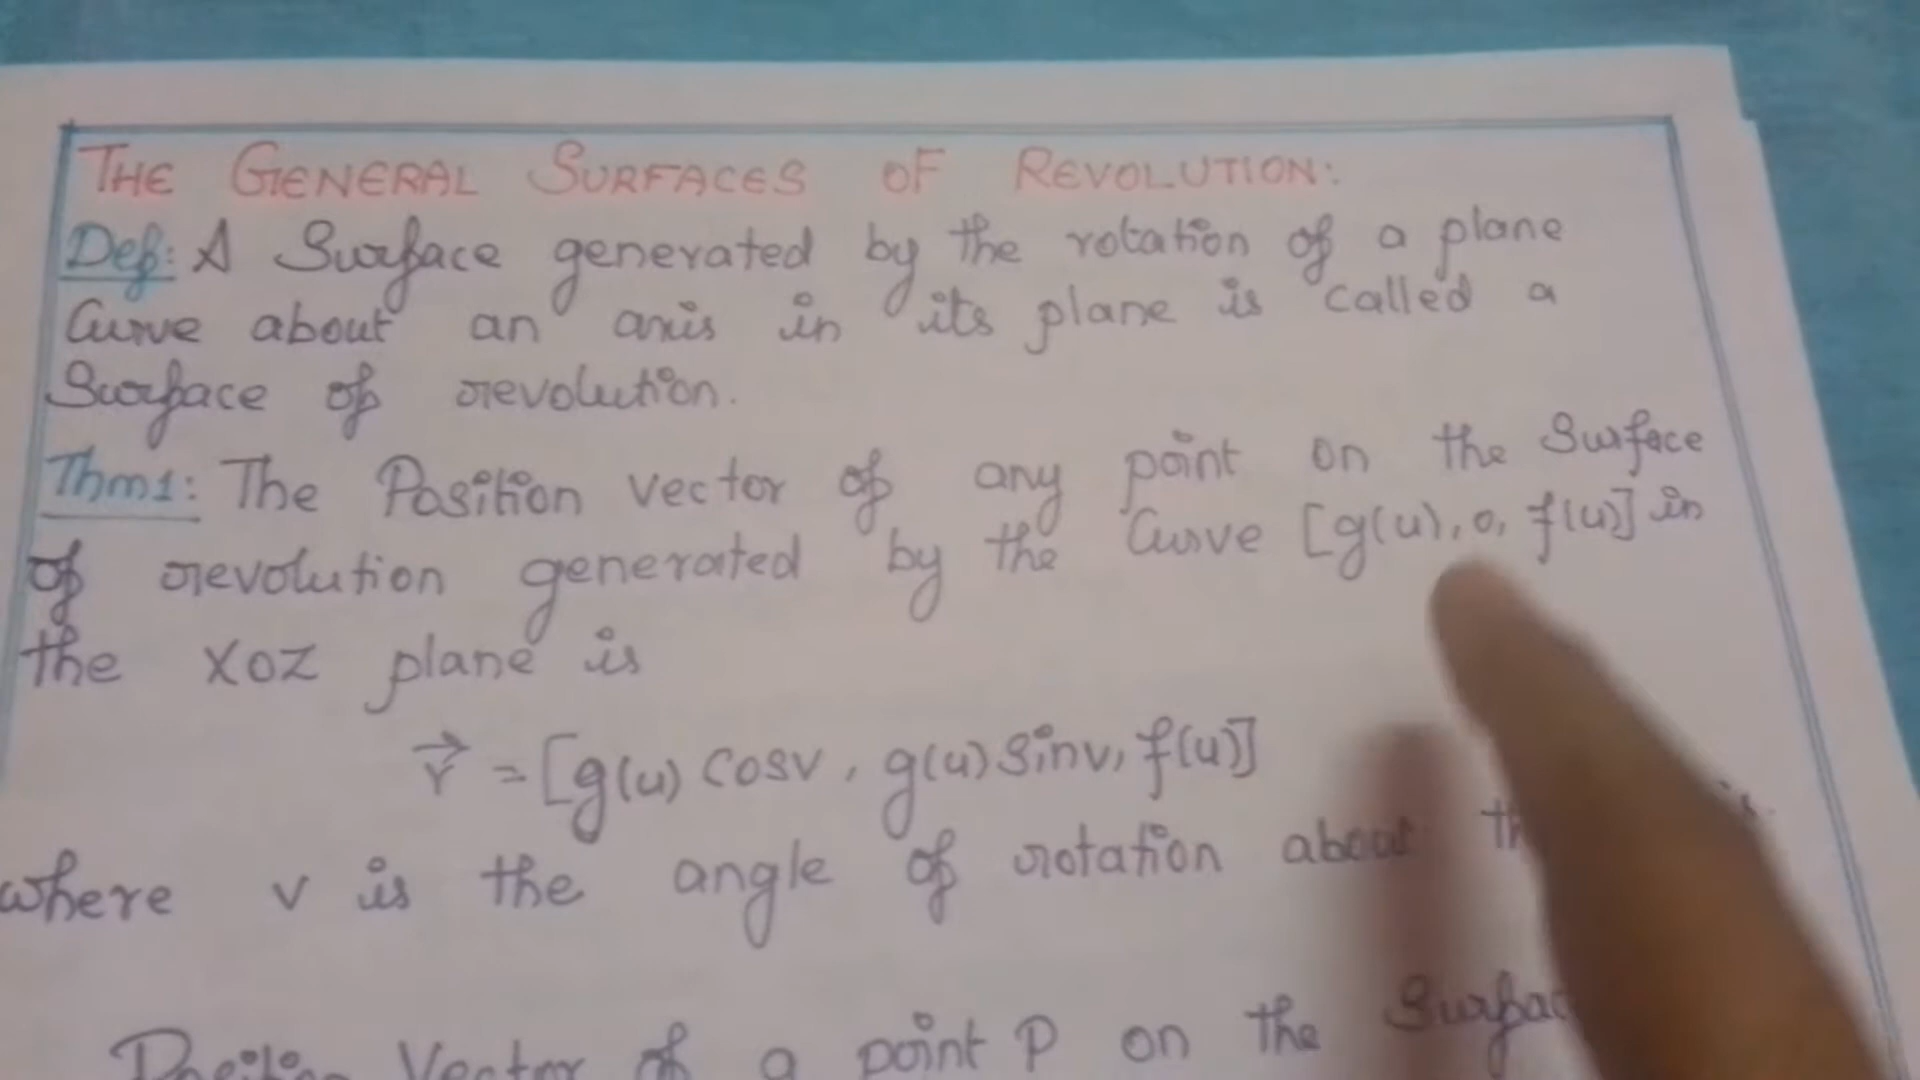 THE GENERAL SURFACES OF REVOLUTION:
Def: A Surface generated by the rotation of a plane
Curve about an axis in its plane is called a
Surface of revolution.
Thm1: The Position vector of any point on the Surface
of revolution generated by the Curve [g(u), 0, f(u)] in
the XOZ plane is
r⃗ = [g(u) cosv, g(u) sinv, f(u)]
where v is the angle of rotation about
Position Vector of a point P on the